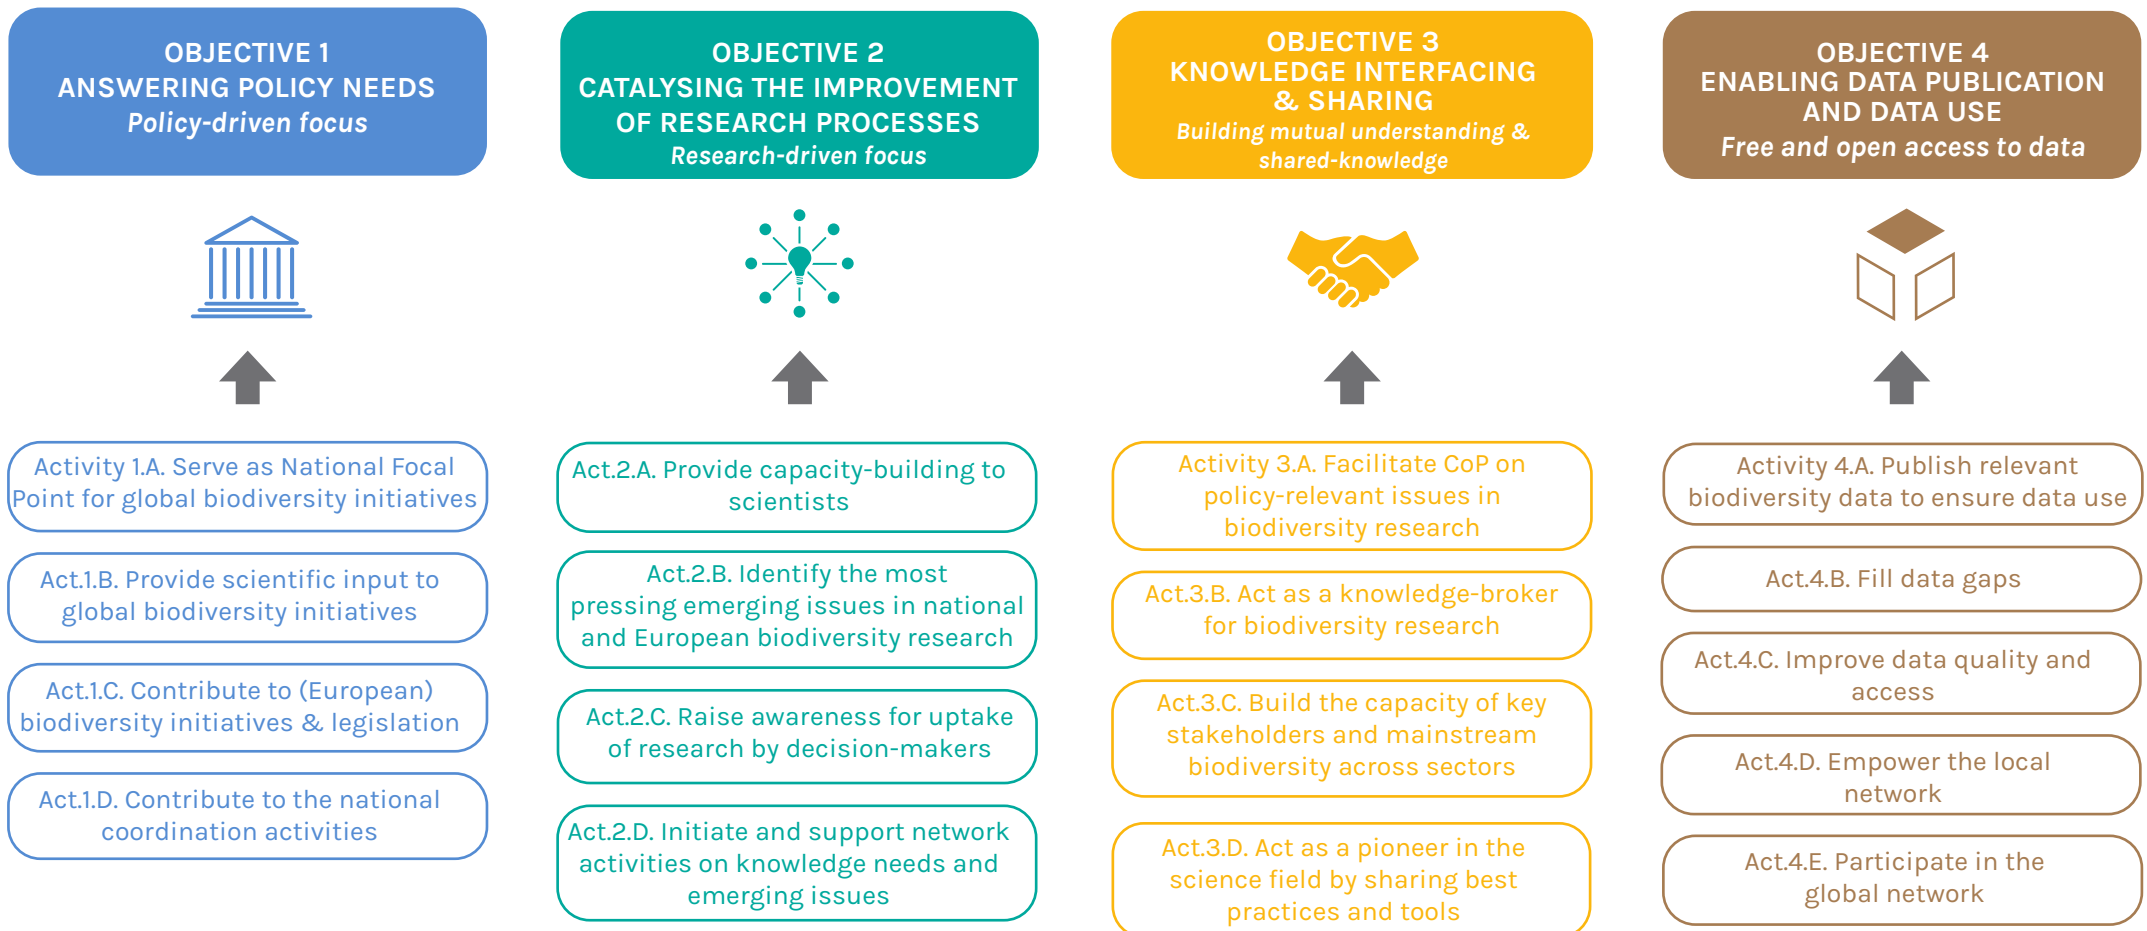 OBJECTIVE 1
ANSWERING POLICY NEEDS
Policy-driven focus
Activity 1.A. Serve as National Focal
Point for global biodiversity initiatives
Act.1.B. Provide scientific input to
global biodiversity initiatives
Act.1.C. Contribute to (European)
biodiversity initiatives & legislation
Act.1.D. Contribute to the national
coordination activities
OBJECTIVE 2
CATALYSING THE IMPROVEMENT
OF RESEARCH PROCESSES
Research-driven focus
Act.2.A. Provide capacity-building to
scientists
Act.2.B. Identify the most
pressing emerging issues in national
and European biodiversity research
Act.2.C. Raise awareness for uptake
of research by decision-makers
Act.2.D. Initiate and support network
activities on knowledge needs and
emerging issues
OBJECTIVE 3
KNOWLEDGE INTERFACING
& SHARING
Building mutual understanding &
shared-knowledge
Activity 3.A. Facilitate CoP on
policy-relevant issues in
biodiversity research
Act.3.B. Act as a knowledge-broker
for biodiversity research
Act.3.C. Build the capacity of key
stakeholders and mainstream
biodiversity across sectors
Act.3.D. Act as a pioneer in the
science field by sharing best
practices and tools
OBJECTIVE 4
ENABLING DATA PUBLICATION
AND DATA USE
Free and open access to data
Activity 4.A. Publish relevant
biodiversity data to ensure data use
Act.4.B. Fill data gaps
Act.4.C. Improve data quality and
access
Act.4.D. Empower the local
network
Act.4.E. Participate in the
global network